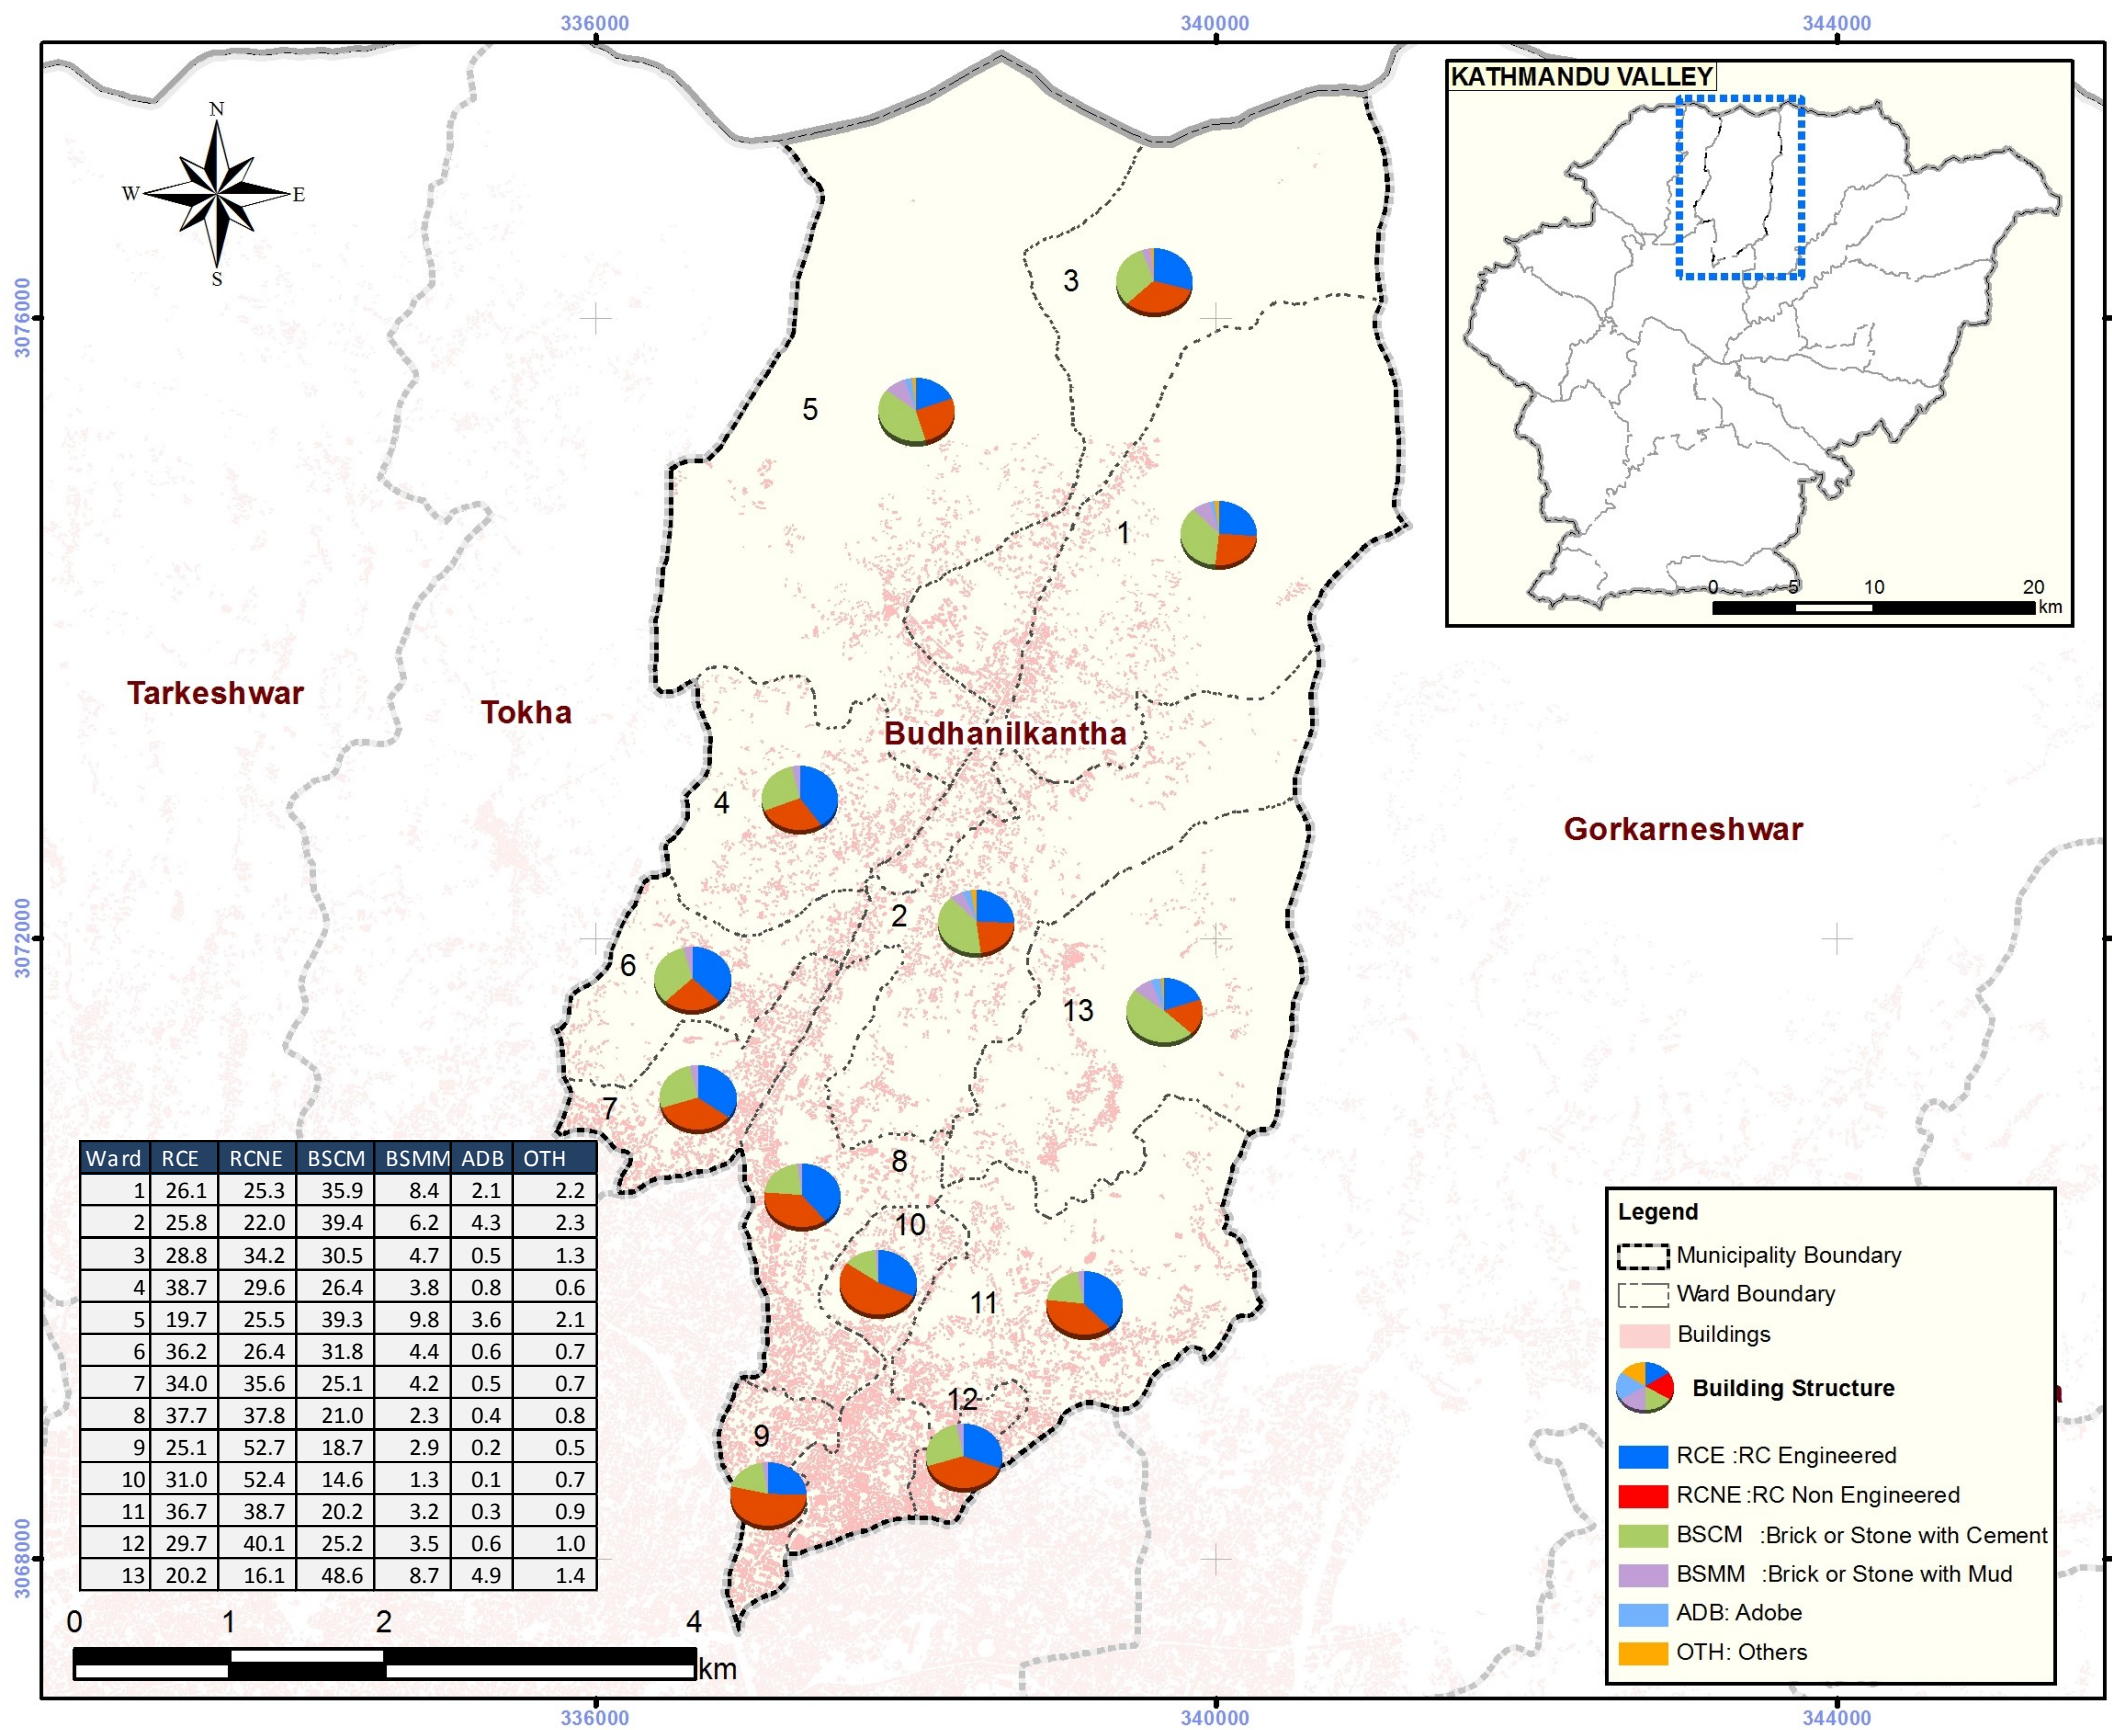 336000
340000
344000
KATHMANDU VALLEY
N
W
E
S
3076000
3
5
1
0
5
10
20
km
Tarkeshwar
Tokha
Budhanilkantha
Gorkarneshwar
4
2
3072000
6
13
7
8
10
11
12
9
Ward RCE RCNE BSCM BSMM ADB OTH
1 26.1 25.3 35.9 8.4 2.1 2.2
2 25.8 22.0 39.4 6.2 4.3 2.3
3 28.8 34.2 30.5 4.7 0.5 1.3
4 38.7 29.6 26.4 3.8 0.8 0.6
5 19.7 25.5 39.3 9.8 3.6 2.1
6 36.2 26.4 31.8 4.4 0.6 0.7
7 34.0 35.6 25.1 4.2 0.5 0.7
8 37.7 37.8 21.0 2.3 0.4 0.8
9 25.1 52.7 18.7 2.9 0.2 0.5
10 31.0 52.4 14.6 1.3 0.1 0.7
11 36.7 38.7 20.2 3.2 0.3 0.9
12 29.7 40.1 25.2 3.5 0.6 1.0
13 20.2 16.1 48.6 8.7 4.9 1.4
3068000
0 1 2 4
km
Legend
Municipality Boundary
Ward Boundary
Buildings
Building Structure
RCE :RC Engineered
RCNE :RC Non Engineered
BSCM :Brick or Stone with Cement
BSMM :Brick or Stone with Mud
ADB: Adobe
OTH: Others
336000
340000
344000